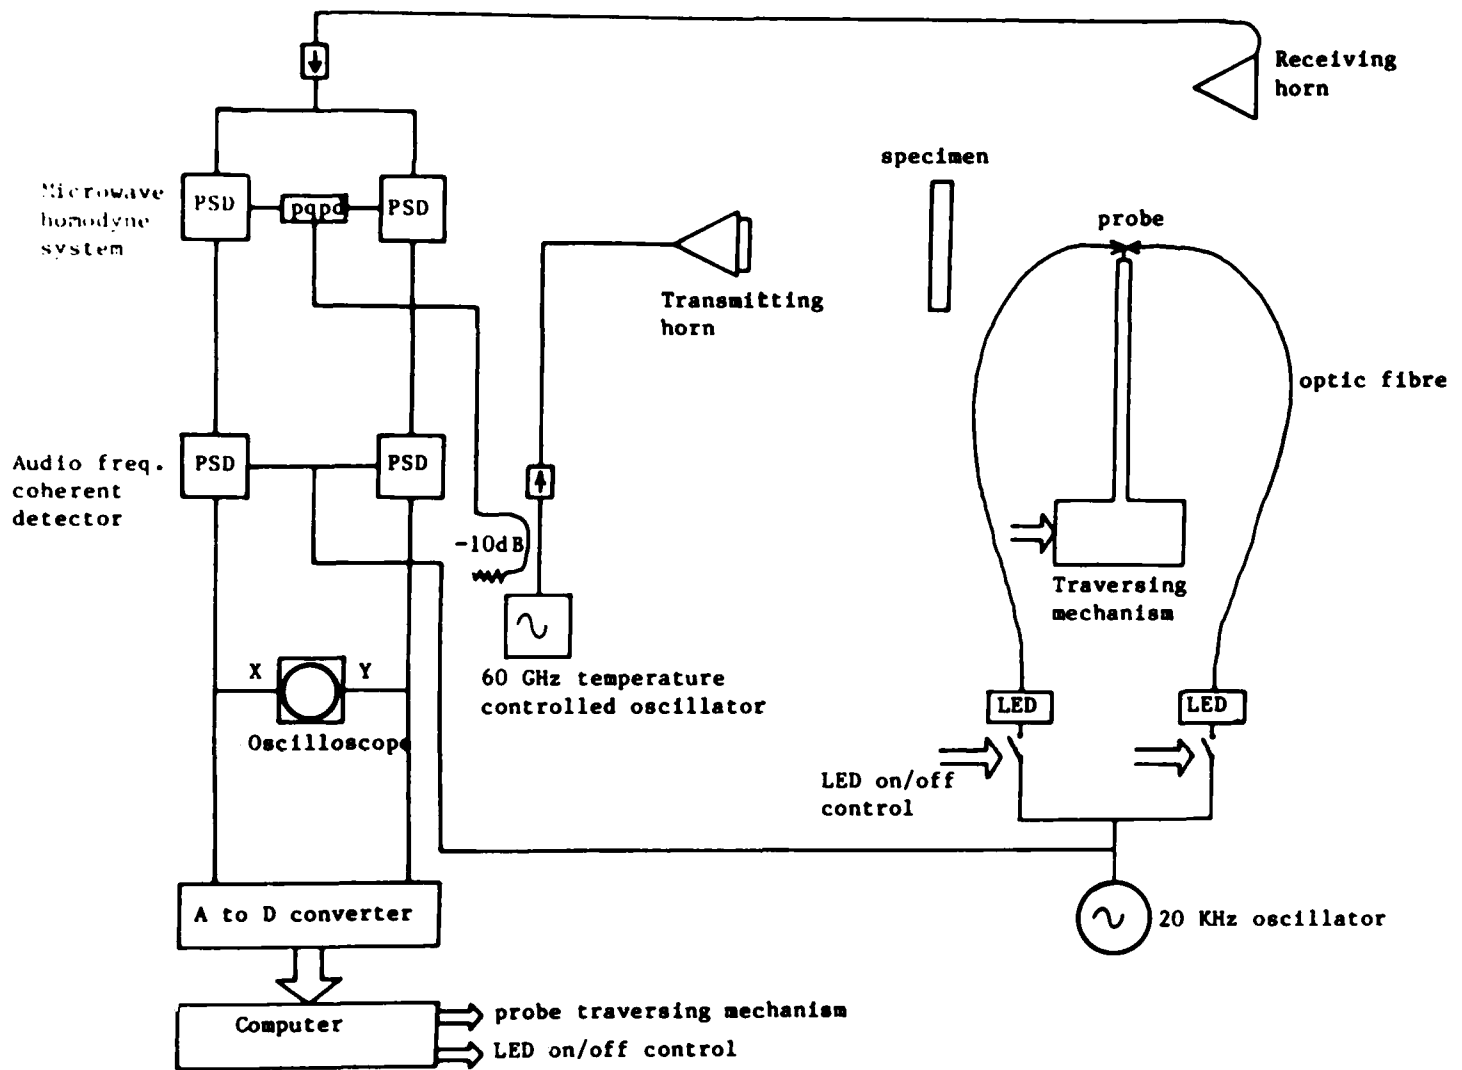 Receiving
horn
specimen
Microwave
homodyne
system
PSD
pqpd
PSD
probe
Transmitting
horn
optic fibre
Audio freq.
coherent
detector
PSD
PSD
-10dB
Traversing
mechanism
X
Y
60 GHz temperature
controlled oscillator
Oscilloscope
LED
LED
LED on/off
control
A to D converter
20 KHz oscillator
Computer
probe traversing mechanism
LED on/off control